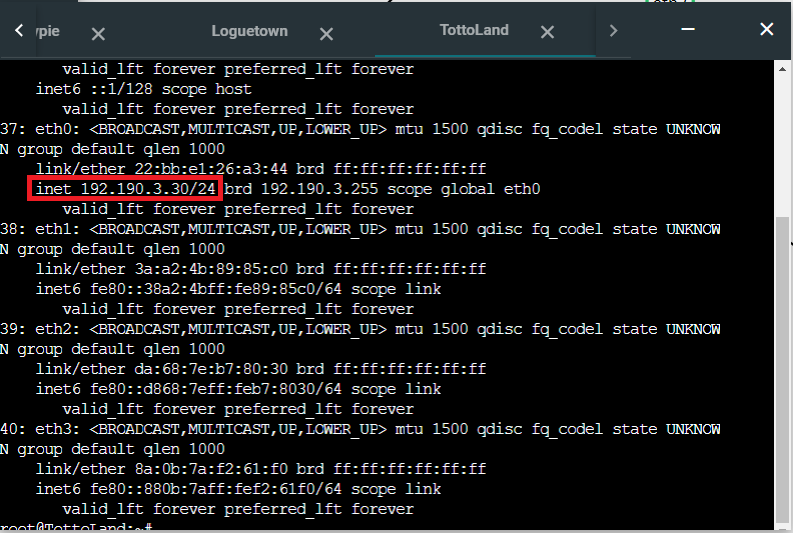 ypie
Loguetown
TottoLand
valid_lft forever preferred_lft forever
inet6 ::1/128 scope host
valid_lft forever preferred_lft forever
37: eth0: <BROADCAST,MULTICAST,UP,LOWER_UP> mtu 1500 qdisc fq_codel state UNKNOW
N group default qlen 1000
link/ether 22:bb:e1:26:a3:44 brd ff:ff:ff:ff:ff:ff
inet 192.190.3.30/24 brd 192.190.3.255 scope global eth0
valid_lft forever preferred_lft forever
38: eth1: <BROADCAST,MULTICAST,UP,LOWER_UP> mtu 1500 qdisc fq_codel state UNKNOW
N group default qlen 1000
link/ether 3a:a2:4b:89:85:c0 brd ff:ff:ff:ff:ff:ff
inet6 fe80::38a2:4bff:fe89:85c0/64 scope link
valid_lft forever preferred_lft forever
39: eth2: <BROADCAST,MULTICAST,UP,LOWER_UP> mtu 1500 qdisc fq_codel state UNKNOW
N group default qlen 1000
link/ether da:68:7e:b7:80:30 brd ff:ff:ff:ff:ff:ff
inet6 fe80::d868:7eff:feb7:8030/64 scope link
valid_lft forever preferred_lft forever
40: eth3: <BROADCAST,MULTICAST,UP,LOWER_UP> mtu 1500 qdisc fq_codel state UNKNOW
N group default qlen 1000
link/ether 8a:0b:7a:f2:61:f0 brd ff:ff:ff:ff:ff:ff
inet6 fe80::880b:7aff:fef2:61f0/64 scope link
valid_lft forever preferred_lft forever
root@TottoLand:~#